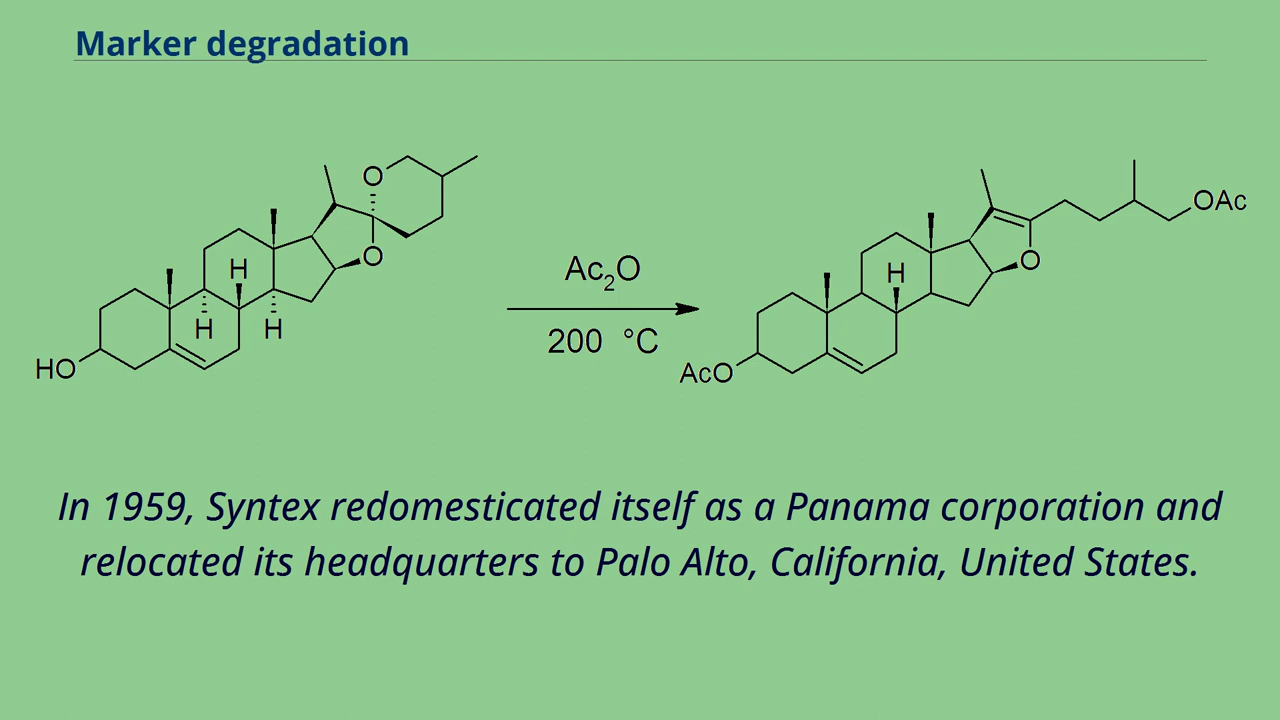 Marker degradation
O
O
H
H
H
HO
Ac₂O
200 °C
OAc
O
H
AcO
In 1959, Syntex redomesticated itself as a Panama corporation and
relocated its headquarters to Palo Alto, California, United States.